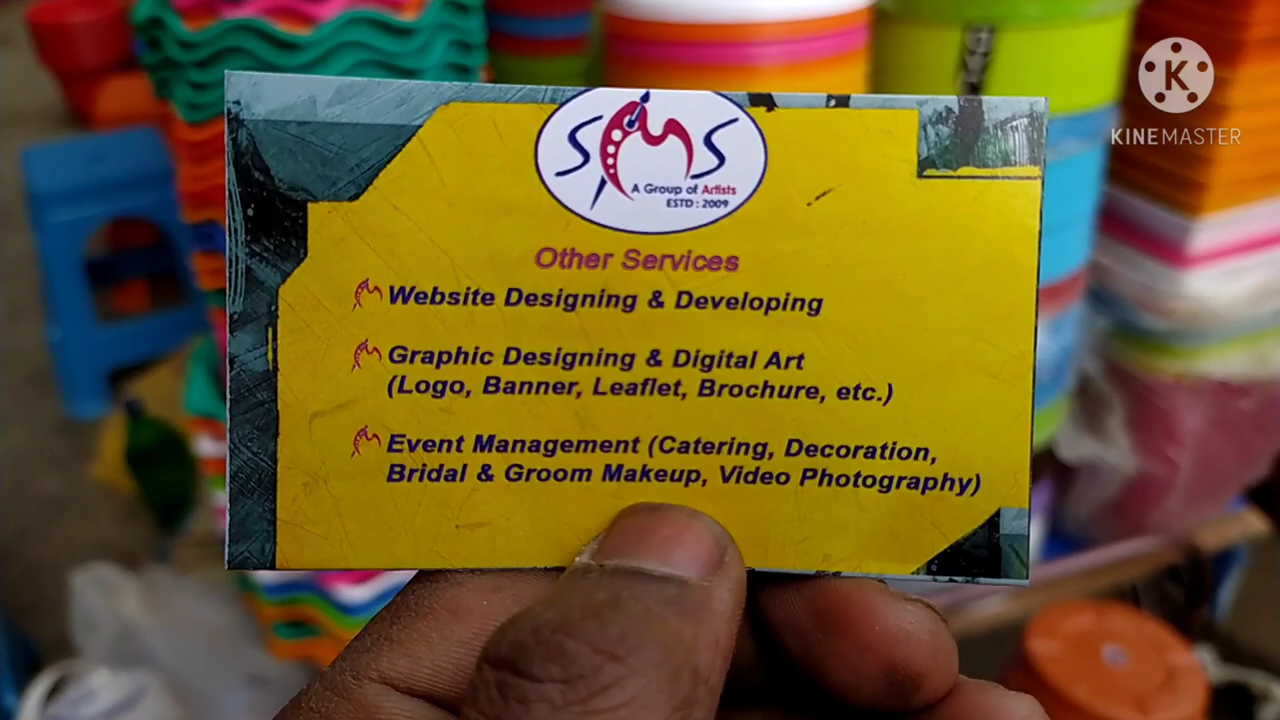 SMS
A Group of Artists
ESTD : 2009
Other Services
Website Designing & Developing
Graphic Designing & Digital Art
(Logo, Banner, Leaflet, Brochure, etc.)
Event Management (Catering, Decoration,
Bridal & Groom Makeup, Video Photography)
K
KINEMASTER